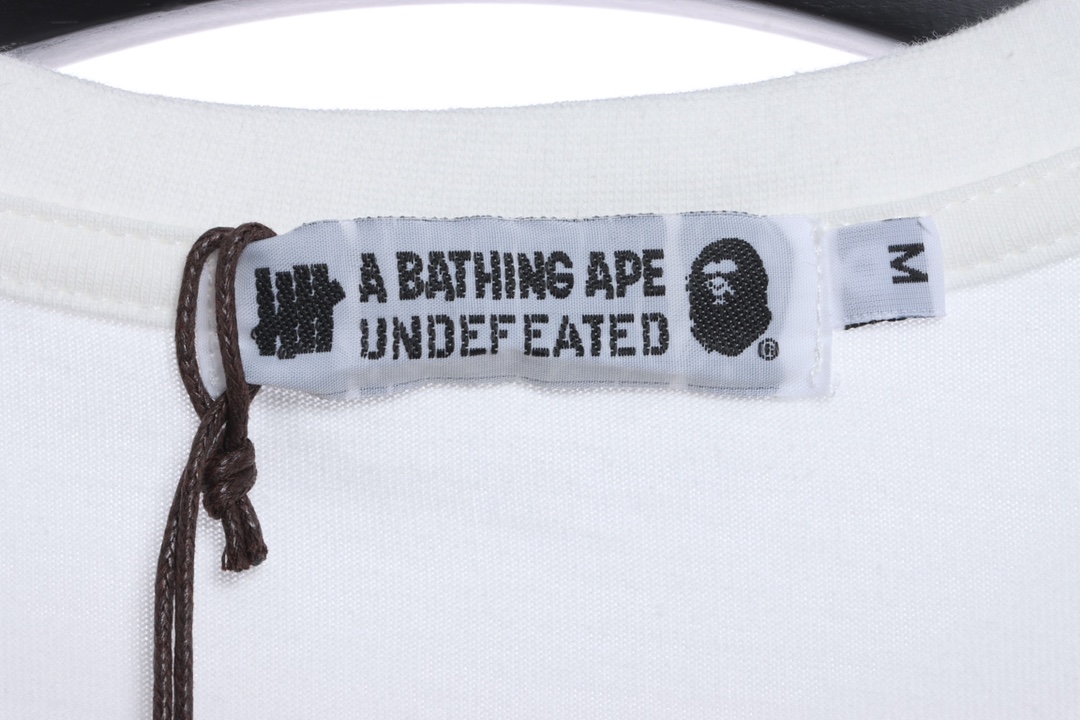 A BATHING APE
UNDEFEATED
®
M